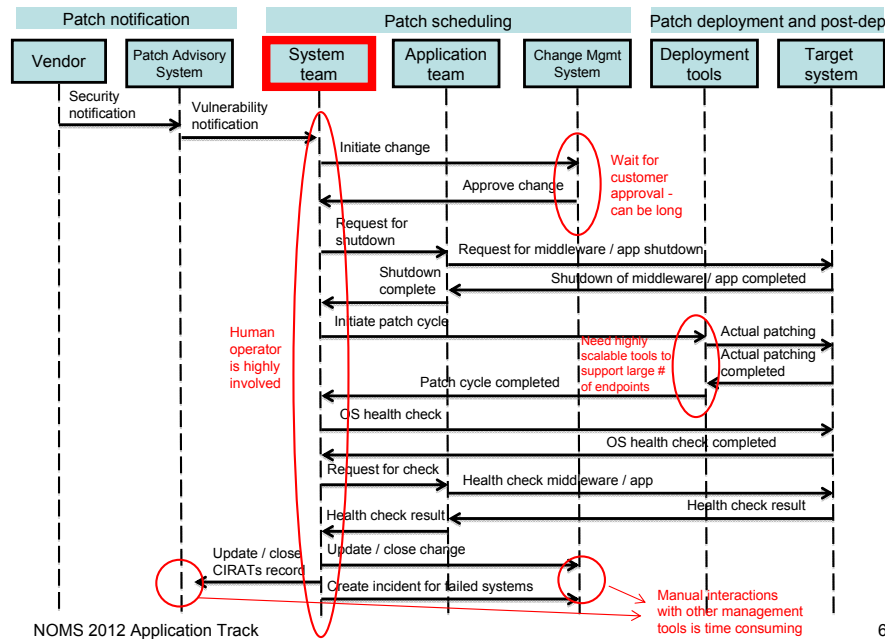 Patch notification
Patch scheduling
Patch deployment and post-dep
Vendor
Patch Advisory
System
System
team
Application
team
Change Mgmt
System
Deployment
tools
Target
system
Security
notification
Vulnerability
notification
Initiate change
Approve change
Wait for
customer
approval -
can be long
Request for
shutdown
Request for middleware / app shutdown
Shutdown
complete
Shutdown of middleware / app completed
Initiate patch cycle
Human
operator
is highly
involved
Need highly
scalable tools to
support large #
of endpoints
Actual patching
Actual patching
completed
Patch cycle completed
OS health check
OS health check completed
Request for check
Health check middleware / app
Health check result
Health check result
Update / close
CIRATs record
Update / close change
Create incident for failed systems
Manual interactions
with other management
tools is time consuming
NOMS 2012 Application Track
6